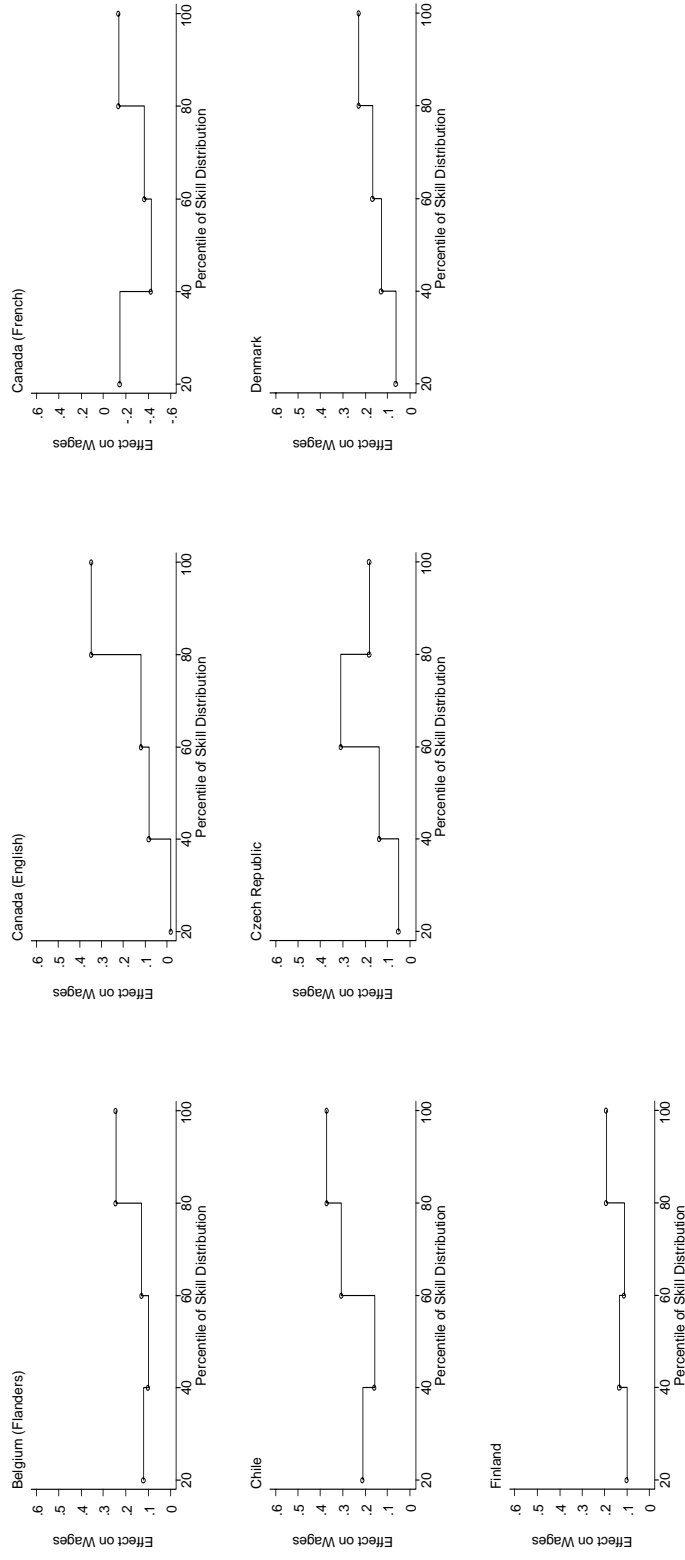 Belgium (Flanders)
Effect on Wages
.6
.5
.4
.3
.2
.1
0
20 40 60 80 100
Percentile of Skill Distribution
Canada (English)
Effect on Wages
.6
.5
.4
.3
.2
.1
0
20 40 60 80 100
Percentile of Skill Distribution
Canada (French)
Effect on Wages
.6
.4
.2
0
-.2
-.4
-.6
20 40 60 80 100
Percentile of Skill Distribution
Chile
Effect on Wages
.6
.5
.4
.3
.2
.1
0
20 40 60 80 100
Percentile of Skill Distribution
Czech Republic
Effect on Wages
.6
.5
.4
.3
.2
.1
0
20 40 60 80 100
Percentile of Skill Distribution
Denmark
Effect on Wages
.6
.5
.4
.3
.2
.1
0
20 40 60 80 100
Percentile of Skill Distribution
Finland
Effect on Wages
.6
.5
.4
.3
.2
.1
0
20 40 60 80 100
Percentile of Skill Distribution